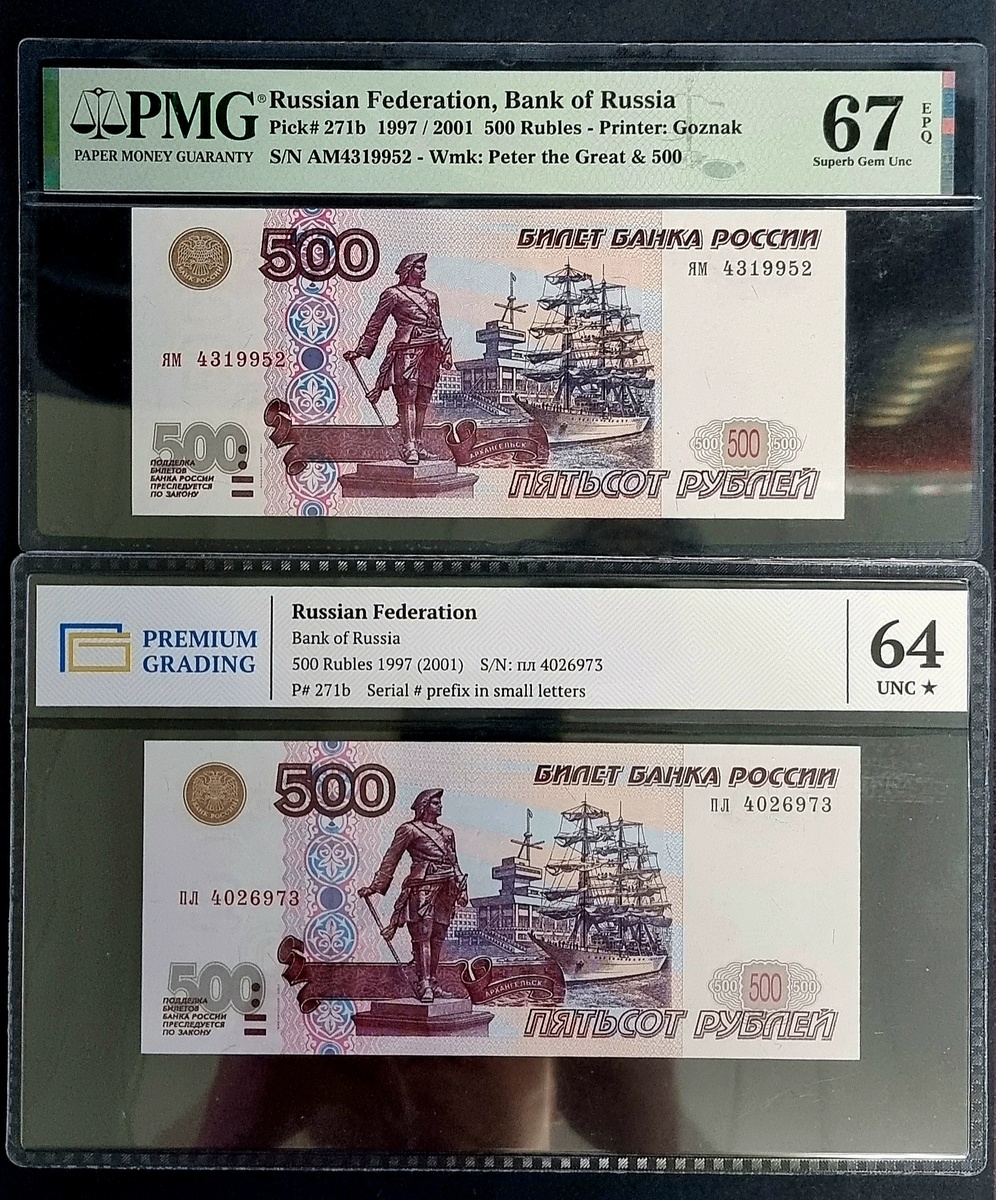 PMG®
PAPER MONEY GUARANTY
Russian Federation, Bank of Russia
Pick# 271b 1997 / 2001 500 Rubles - Printer: Goznak
S/N AM4319952 - Wmk: Peter the Great & 500
67
EPQ
Superb Gem Unc
500
БИЛЕТ БАНКА РОССИИ
ЯМ 4319952
ЯМ 4319952
500
ПОДДЕЛКА
БИЛЕТОВ
БАНКА РОССИИ
ПРЕСЛЕДУЕТСЯ
ПО ЗАКОНУ
АРХАНГЕЛЬСК
500 500 500
ПЯТЬСОТ РУБЛЕЙ
PREMIUM
GRADING
Russian Federation
Bank of Russia
500 Rubles 1997 (2001) S/N: пл 4026973
P# 271b Serial # prefix in small letters
64
UNC ★
500
БИЛЕТ БАНКА РОССИИ
ПЛ 4026973
ПЛ 4026973
500
ПОДДЕЛКА
БИЛЕТОВ
БАНКА РОССИИ
ПРЕСЛЕДУЕТСЯ
ПО ЗАКОНУ
АРХАНГЕЛЬСК
500 500 500
ПЯТЬСОТ РУБЛЕЙ